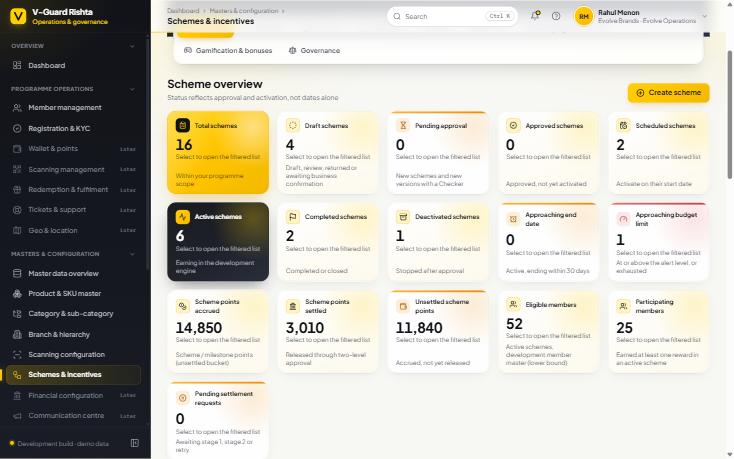 V-Guard Rishta
Operations & governance
OVERVIEW
Dashboard
PROGRAMME OPERATIONS
Member management
Registration & KYC
Wallet & points Later
Scanning management Later
Redemption & fulfilment Later
Tickets & support Later
Geo & location Later
MASTERS & CONFIGURATION
Master data overview
Product & SKU master
Category & sub-category
Branch & hierarchy
Scanning configuration
Schemes & incentives
Financial configuration Later
Communication centre Later
Development build · demo data
Dashboard > Masters & configuration >
Schemes & incentives
Search Ctrl K
RM
Rahul Menon
Evolve Brands · Evolve Operations
Gamification & bonuses
Governance
Scheme overview
Status reflects approval and activation, not dates alone
Create scheme
Total schemes
16
Select to open the filtered list
Within your programme
scope
Draft schemes
4
Select to open the filtered list
Draft, review, returned or
awaiting business
confirmation
Pending approval
0
Select to open the filtered list
New schemes and new
versions with a Checker
Approved schemes
0
Select to open the filtered list
Approved, not yet activated
Scheduled schemes
2
Select to open the filtered list
Activate on their start date
Active schemes
6
Select to open the filtered list
Earning in the development
engine
Completed schemes
2
Select to open the filtered list
Completed or closed
Deactivated schemes
1
Select to open the filtered list
Stopped after approval
Approaching end
date
0
Select to open the filtered list
Active, ending within 30 days
Approaching budget
limit
1
Select to open the filtered list
At or above the alert level, or
exhausted
Scheme points
accrued
14,850
Select to open the filtered list
Scheme / milestone points
(unsettled bucket)
Scheme points
settled
3,010
Select to open the filtered list
Released through two-level
approval
Unsettled scheme
points
11,840
Select to open the filtered list
Accrued, not yet released
Eligible members
52
Select to open the filtered list
Active schemes,
development member
master (lower bound)
Participating
members
25
Select to open the filtered list
Earned at least one reward in
an active scheme
Pending settlement
requests
0
Select to open the filtered list
Awaiting stage 1, stage 2 or
retry